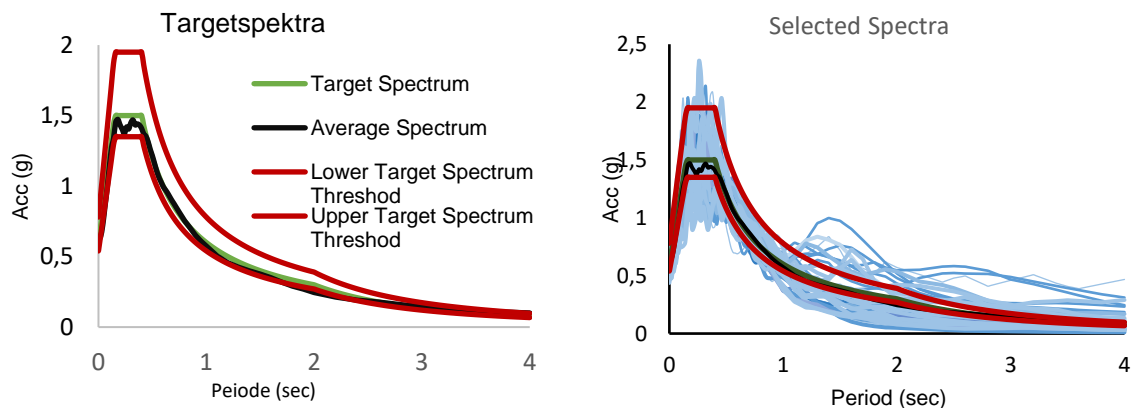 Targetspektra
Acc (g)
2
1,5
1
0,5
0
0
1
2
3
4
Peiode (sec)
Target Spectrum
Average Spectrum
Lower Target Spectrum
Threshod
Upper Target Spectrum
Threshod
Selected Spectra
Acc (g)
2,5
2
1,5
1
0,5
0
0
1
2
3
4
Period (sec)